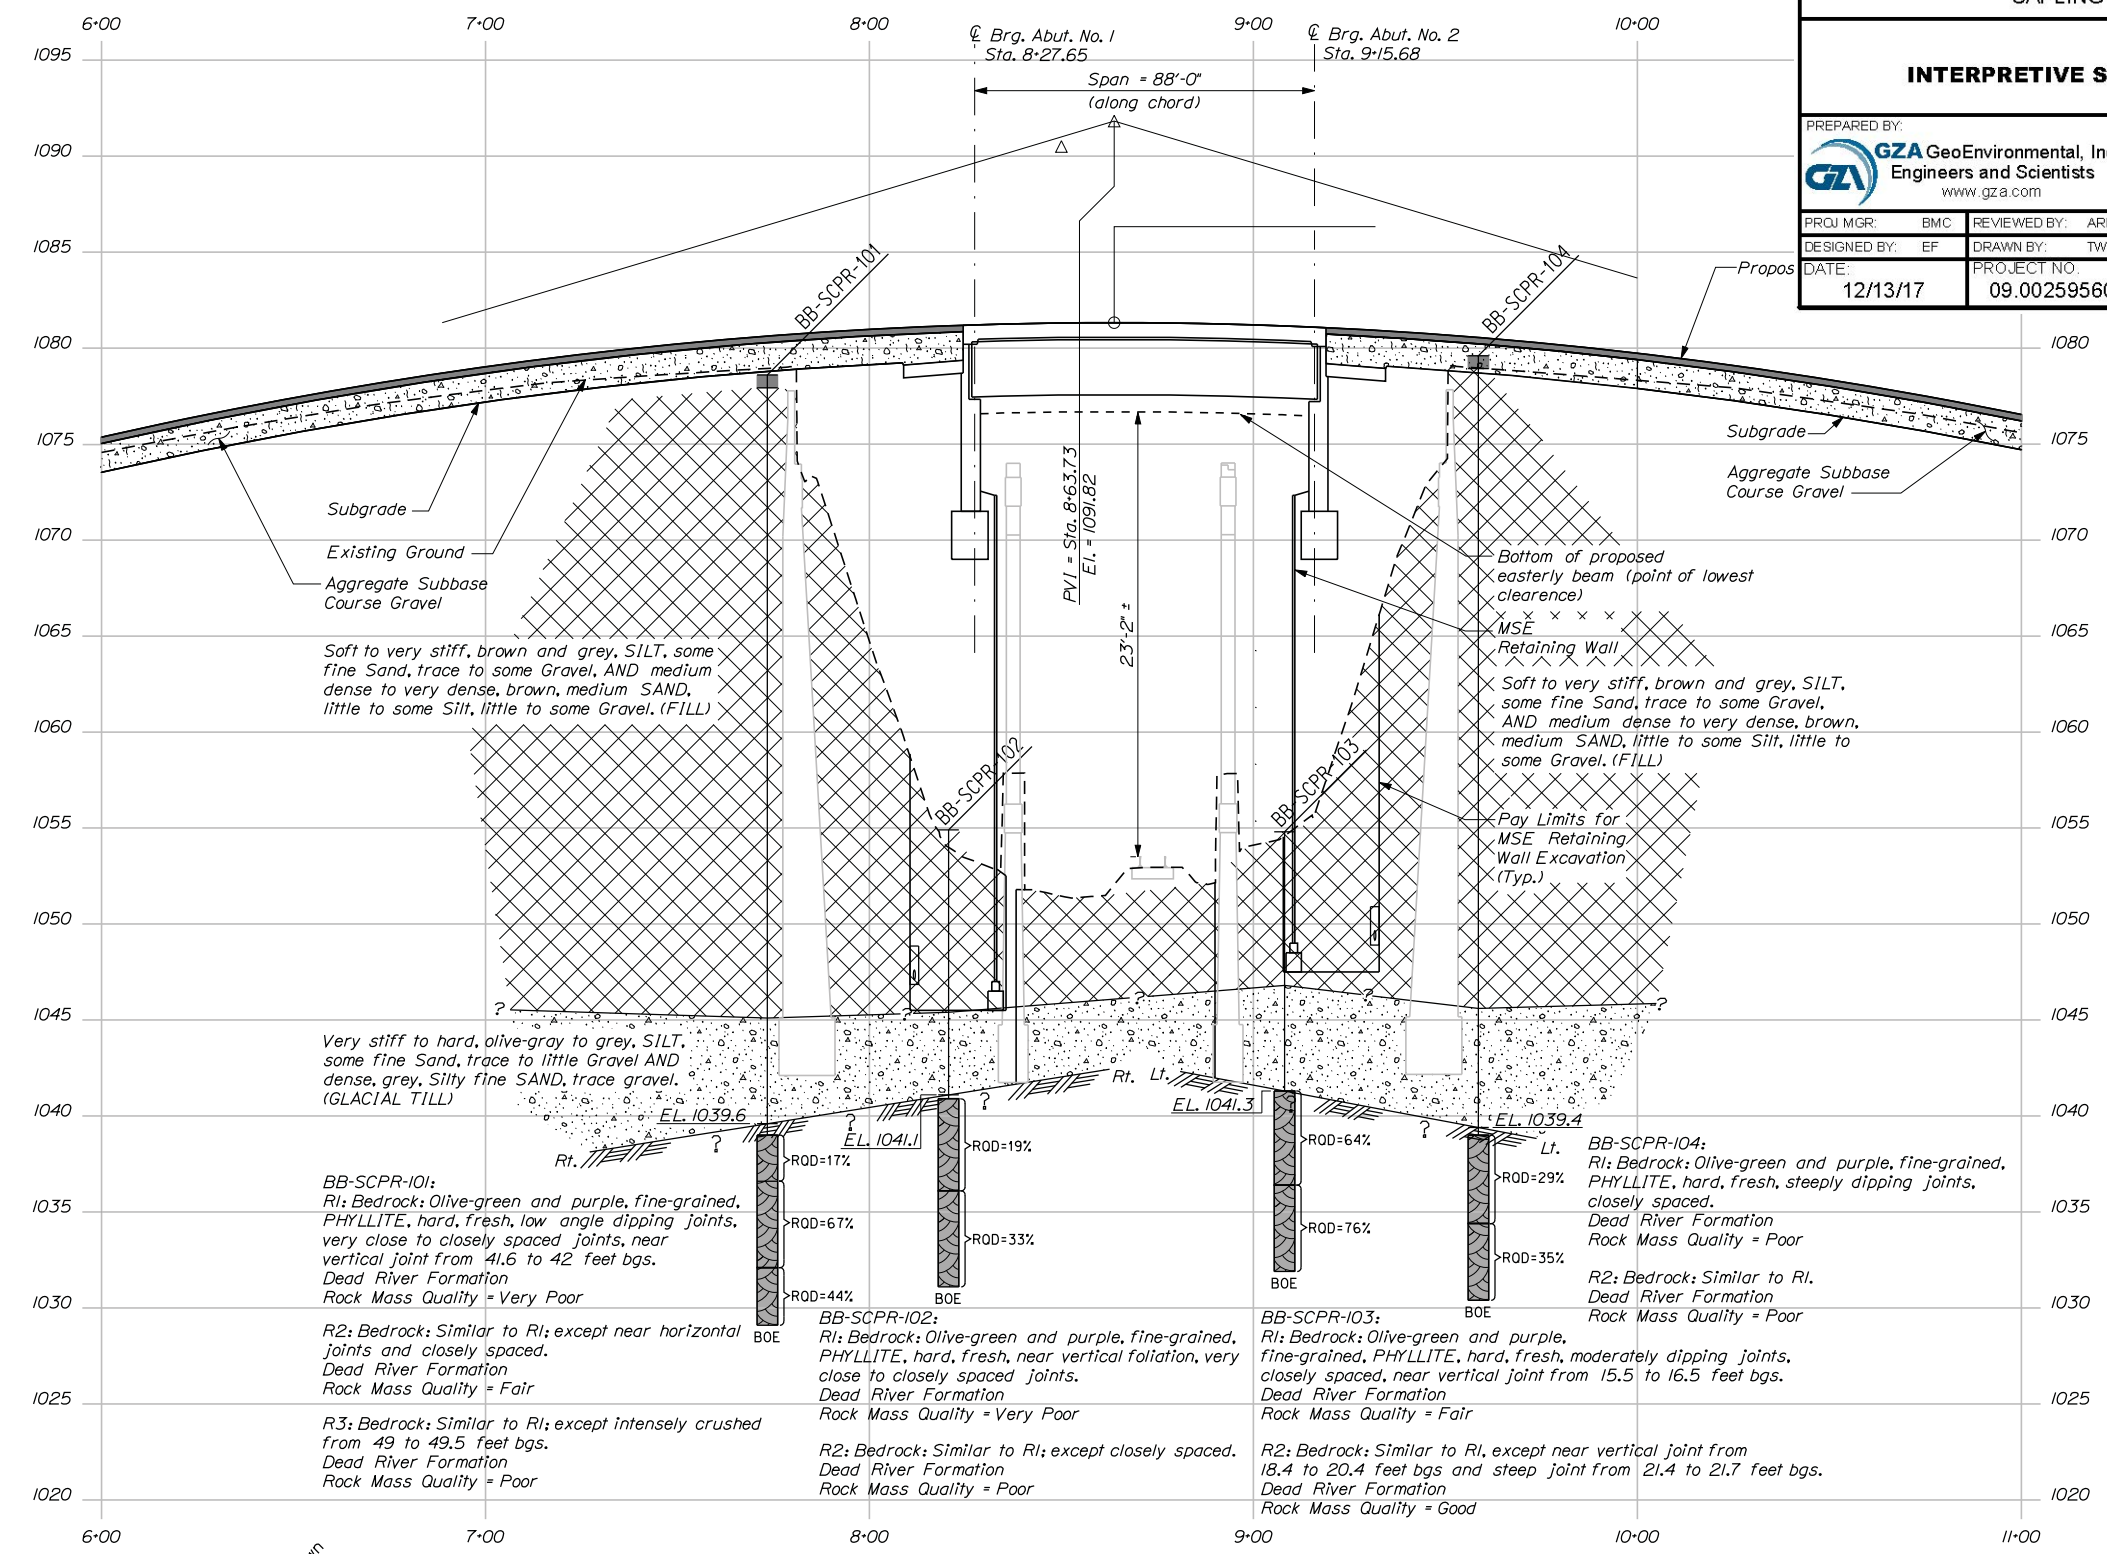 6+00 7+00 8+00 9+00 10+00
℄ Brg. Abut. No. 1
Sta. 8+27.65
℄ Brg. Abut. No. 2
Sta. 9+15.68
Span = 88'-0"
(along chord)
INTERPRETIVE S
PREPARED BY:
GZA GeoEnvironmental, In
Engineers and Scientists
www.gza.com
GZA
PROJ MGR: BMC REVIEWED BY: AR
DESIGNED BY: EF DRAWN BY: TW
DATE: PROJECT NO.
12/13/17 09.00259560
1095
1090
1085
1080
1075
1070
1065
1060
1055
1050
1045
1040
1035
1030
1025
1020
1080
1075
1070
1065
1060
1055
1050
1045
1040
1035
1030
1025
1020
BB-SCPR-101
BB-SCPR-104
Propos
Subgrade
Existing Ground
Aggregate Subbase
Course Gravel
Subgrade
Aggregate Subbase
Course Gravel
PVI = Sta. 8+63.73
El. = 1091.82
23'-2" ±
Bottom of proposed
easterly beam (point of lowest
clearence)
MSE
Retaining Wall
Soft to very stiff, brown and grey, SILT, some
fine Sand, trace to some Gravel, AND medium
dense to very dense, brown, medium SAND,
little to some Silt, little to some Gravel. (FILL)
Soft to very stiff, brown and grey, SILT,
some fine Sand, trace to some Gravel,
AND medium dense to very dense, brown,
medium SAND, little to some Silt, little to
some Gravel. (FILL)
BB-SCPR-102
BB-SCPR-103
Pay Limits for
MSE Retaining
Wall Excavation
(Typ.)
? ? ? ? ?
Very stiff to hard, olive-gray to grey, SILT,
some fine Sand, trace to little Gravel AND
dense, grey, Silty fine SAND, trace gravel.
(GLACIAL TILL)
Rt. Lt.
EL. 1039.6
EL. 1041.1
EL. 1041.3
EL. 1039.4
? ? ? ? ?
Rt.
Lt.
RQD=17%
RQD=67%
RQD=44%
BOE
RQD=19%
RQD=33%
BOE
RQD=64%
RQD=76%
BOE
RQD=29%
RQD=35%
BOE
BB-SCPR-101:
R1: Bedrock: Olive-green and purple, fine-grained,
PHYLLITE, hard, fresh, low angle dipping joints,
very close to closely spaced joints, near
vertical joint from 41.6 to 42 feet bgs.
Dead River Formation
Rock Mass Quality = Very Poor
R2: Bedrock: Similar to R1; except near horizontal
joints and closely spaced.
Dead River Formation
Rock Mass Quality = Fair
R3: Bedrock: Similar to R1; except intensely crushed
from 49 to 49.5 feet bgs.
Dead River Formation
Rock Mass Quality = Poor
BB-SCPR-102:
R1: Bedrock: Olive-green and purple, fine-grained,
PHYLLITE, hard, fresh, near vertical foliation, very
close to closely spaced joints.
Dead River Formation
Rock Mass Quality = Very Poor
R2: Bedrock: Similar to R1; except closely spaced.
Dead River Formation
Rock Mass Quality = Poor
BB-SCPR-103:
R1: Bedrock: Olive-green and purple,
fine-grained, PHYLLITE, hard, fresh, moderately dipping joints,
closely spaced, near vertical joint from 15.5 to 16.5 feet bgs.
Dead River Formation
Rock Mass Quality = Fair
R2: Bedrock: Similar to R1, except near vertical joint from
18.4 to 20.4 feet bgs and steep joint from 21.4 to 21.7 feet bgs.
Dead River Formation
Rock Mass Quality = Good
BB-SCPR-104:
R1: Bedrock: Olive-green and purple, fine-grained,
PHYLLITE, hard, fresh, steeply dipping joints,
closely spaced.
Dead River Formation
Rock Mass Quality = Poor
R2: Bedrock: Similar to R1.
Dead River Formation
Rock Mass Quality = Poor
6+00 7+00 8+00 9+00 10+00 11+00